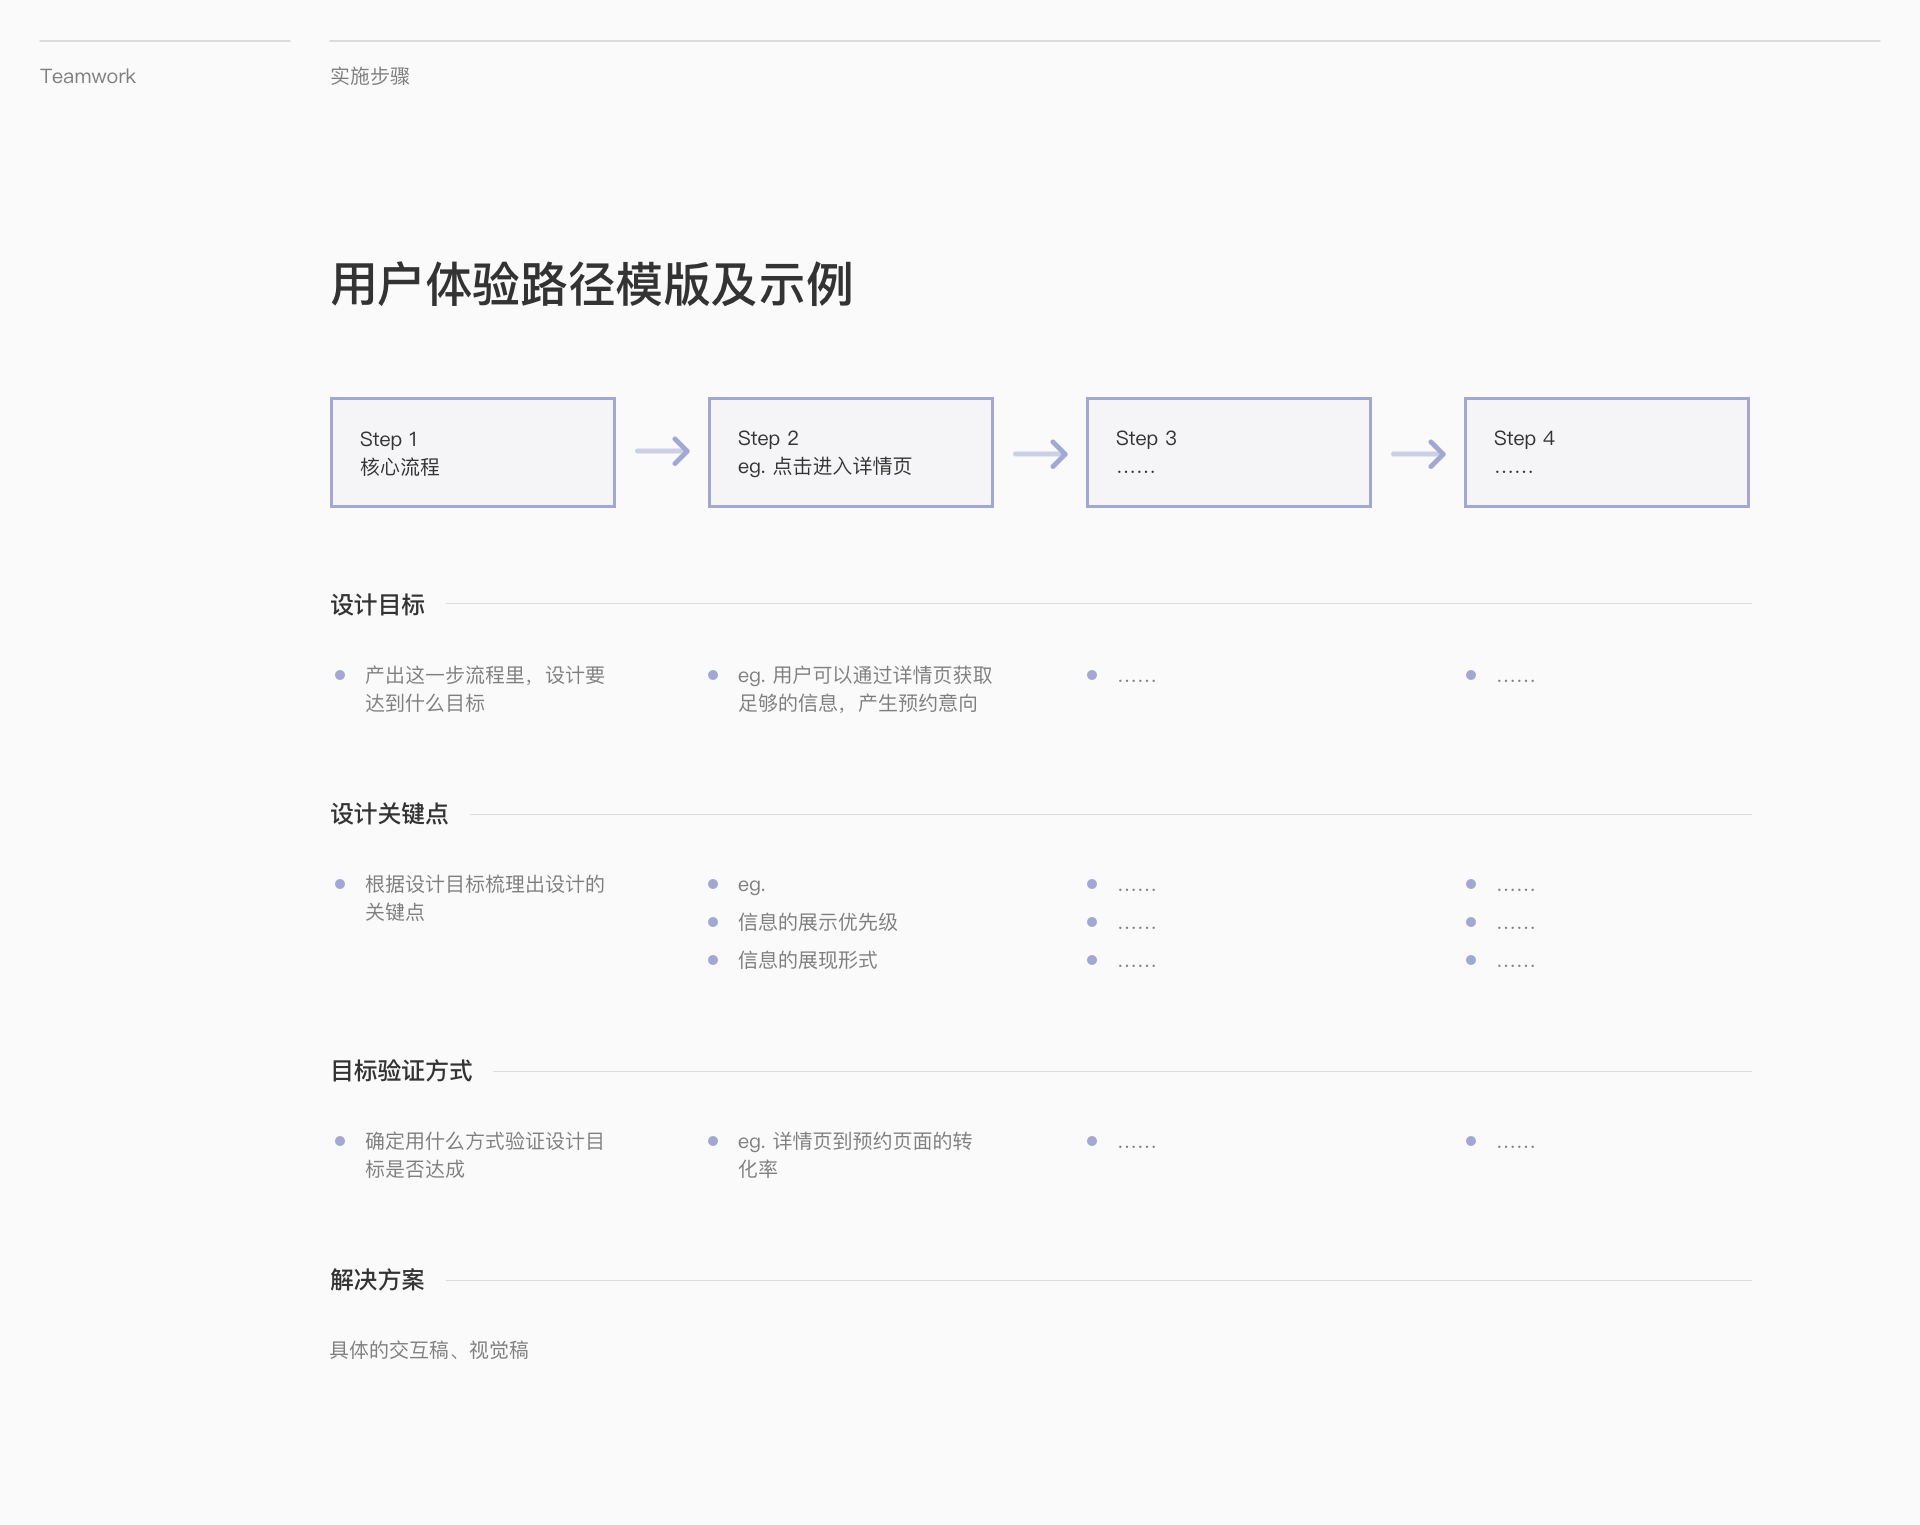 Teamwork
实施步骤
用户体验路径模版及示例
Step 1
核心流程
Step 2
eg. 点击进入详情页
Step 3
……
Step 4
……
设计目标
产出这一步流程里，设计要
达到什么目标
eg. 用户可以通过详情页获取
足够的信息，产生预约意向
……
……
设计关键点
根据设计目标梳理出设计的
关键点
eg.
信息的展示优先级
信息的展现形式
……
……
……
……
……
……
目标验证方式
确定用什么方式验证设计目
标是否达成
eg. 详情页到预约页面的转
化率
……
……
解决方案
具体的交互稿、视觉稿